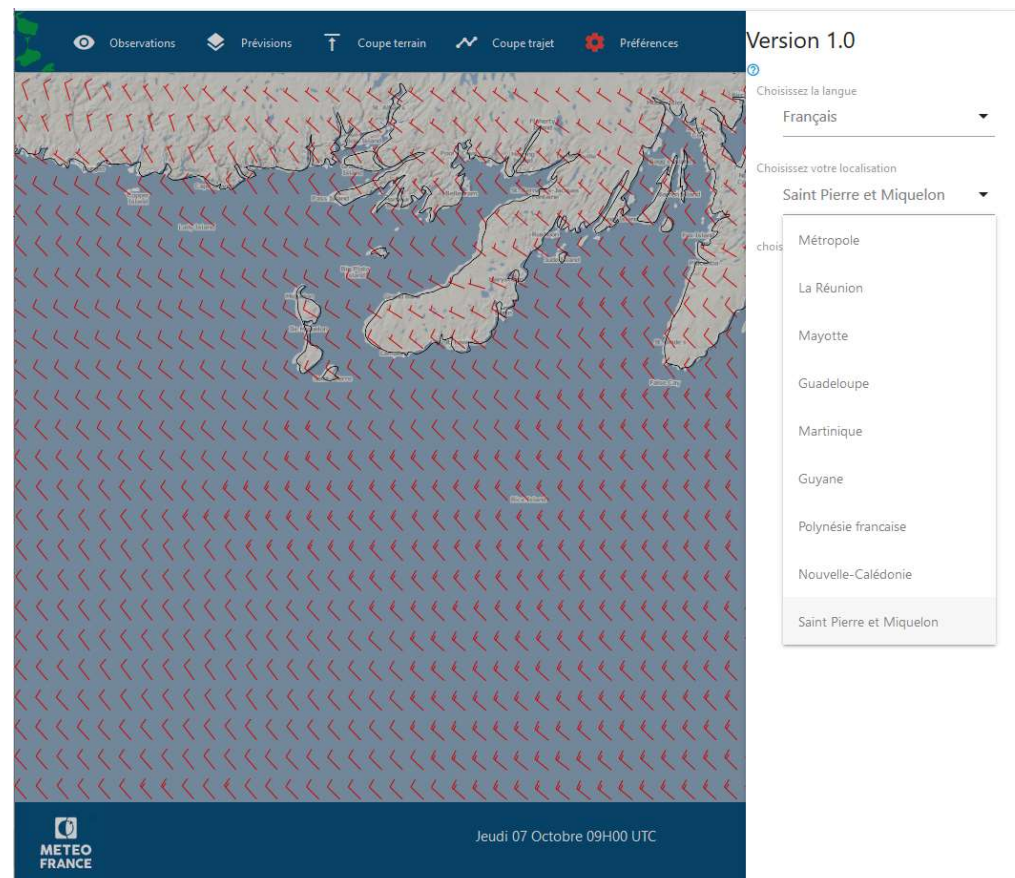 Observations
Prévisions
Coupe terrain
Coupe trajet
Préférences
Version 1.0
Choisissez la langue
Français
Choisissez votre localisation
Saint Pierre et Miquelon
chois
Métropole
La Réunion
Mayotte
Guadeloupe
Martinique
Guyane
Polynésie francaise
Nouvelle-Calédonie
Saint Pierre et Miquelon
METEO
FRANCE
Jeudi 07 Octobre 09H00 UTC